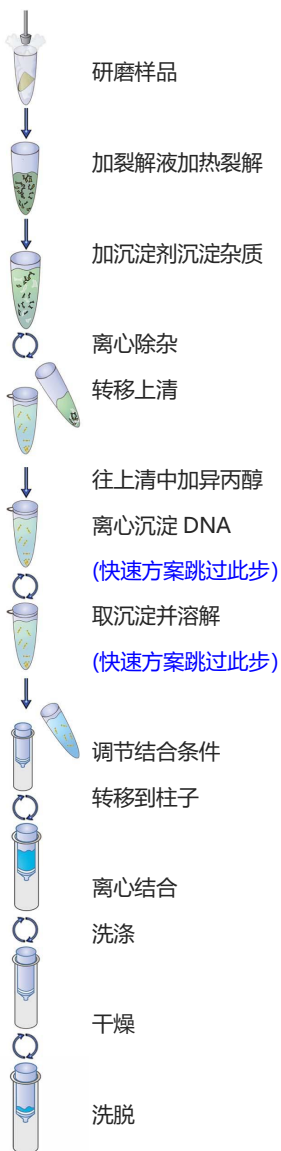 研磨样品
加裂解液加热裂解
加沉淀剂沉淀杂质
离心除杂
转移上清
往上清中加异丙醇
离心沉淀 DNA
(快速方案跳过此步)
取沉淀并溶解
(快速方案跳过此步)
调节结合条件
转移到柱子
离心结合
洗涤
干燥
洗脱